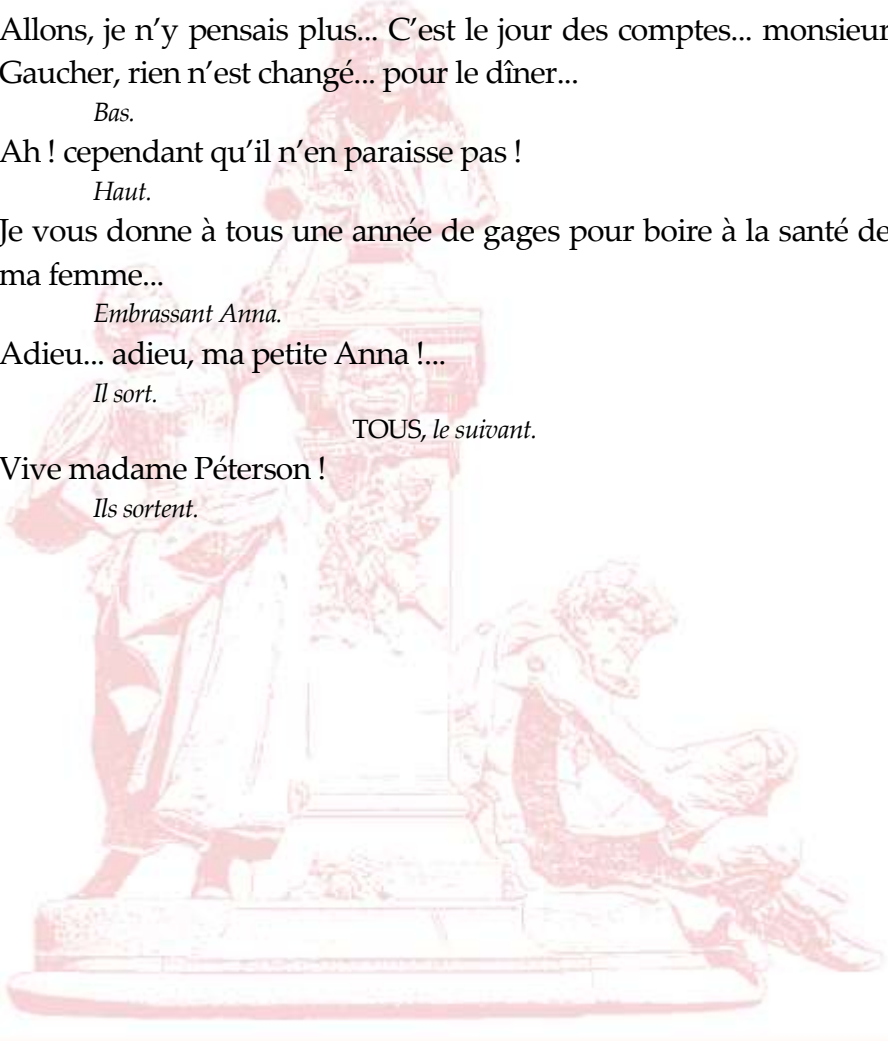 Allons, je n’y pensais plus... C’est le jour des comptes... monsieur
Gaucher, rien n’est changé... pour le dîner...
Bas.
Ah ! cependant qu’il n’en paraisse pas !
Haut.
Je vous donne à tous une année de gages pour boire à la santé de
ma femme...
Embrassant Anna.
Adieu... adieu, ma petite Anna !...
Il sort.
TOUS, le suivant.
Vive madame Péterson !
Ils sortent.